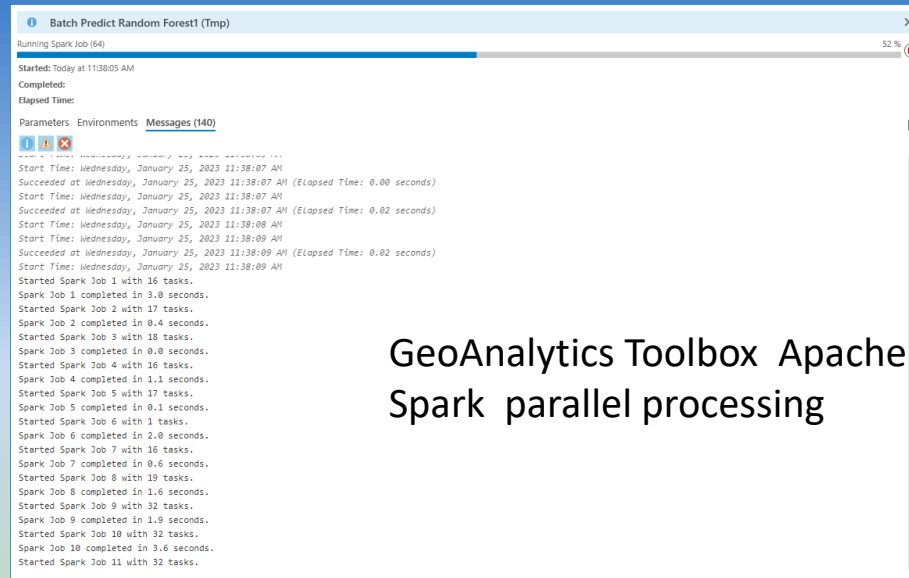 Batch Predict Random Forest1 (Tmp)
Running Spark Job (64) 52 %
Started: Today at 11:38:05 AM
Completed:
Elapsed Time:
Parameters Environments Messages (140)
Start Time: Wednesday, January 25, 2023 11:38:07 AM
Succeeded at Wednesday, January 25, 2023 11:38:07 AM (Elapsed Time: 0.00 seconds)
Start Time: Wednesday, January 25, 2023 11:38:07 AM
Succeeded at Wednesday, January 25, 2023 11:38:07 AM (Elapsed Time: 0.02 seconds)
Start Time: Wednesday, January 25, 2023 11:38:08 AM
Start Time: Wednesday, January 25, 2023 11:38:09 AM
Succeeded at Wednesday, January 25, 2023 11:38:09 AM (Elapsed Time: 0.02 seconds)
Start Time: Wednesday, January 25, 2023 11:38:09 AM
Started Spark Job 1 with 16 tasks.
Spark Job 1 completed in 3.0 seconds.
Started Spark Job 2 with 17 tasks.
Spark Job 2 completed in 0.4 seconds.
Started Spark Job 3 with 18 tasks.
Spark Job 3 completed in 0.0 seconds.
Started Spark Job 4 with 16 tasks.
Spark Job 4 completed in 1.1 seconds.
Started Spark Job 5 with 17 tasks.
Spark Job 5 completed in 0.1 seconds.
Started Spark Job 6 with 1 tasks.
Spark Job 6 completed in 2.0 seconds.
Started Spark Job 7 with 16 tasks.
Spark Job 7 completed in 0.6 seconds.
Started Spark Job 8 with 19 tasks.
Spark Job 8 completed in 1.6 seconds.
Started Spark Job 9 with 32 tasks.
Spark Job 9 completed in 1.9 seconds.
Started Spark Job 10 with 32 tasks.
Spark Job 10 completed in 3.6 seconds.
Started Spark Job 11 with 32 tasks.
GeoAnalytics Toolbox Apache
Spark parallel processing